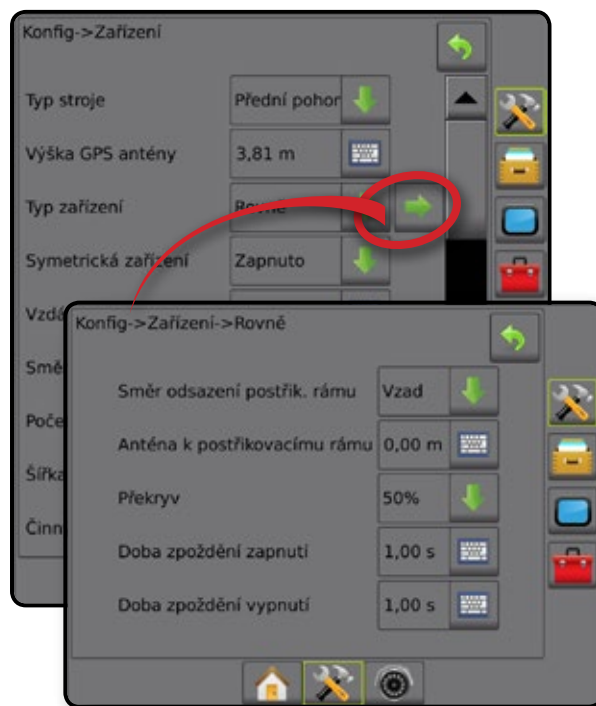 Konfig->Zařízení
Typ stroje Přední pohor
Výška GPS antény 3,81 m
Typ zařízení Rovně
Symetrická zařízení Zapnuto
Konfig->Zařízení->Rovně
Směr odsazení postřik. rámu Vzad
Anténa k postřikovacímu rámu 0,00 m
Překryv 50%
Doba zpoždění zapnutí 1,00 s
Doba zpoždění vypnutí 1,00 s